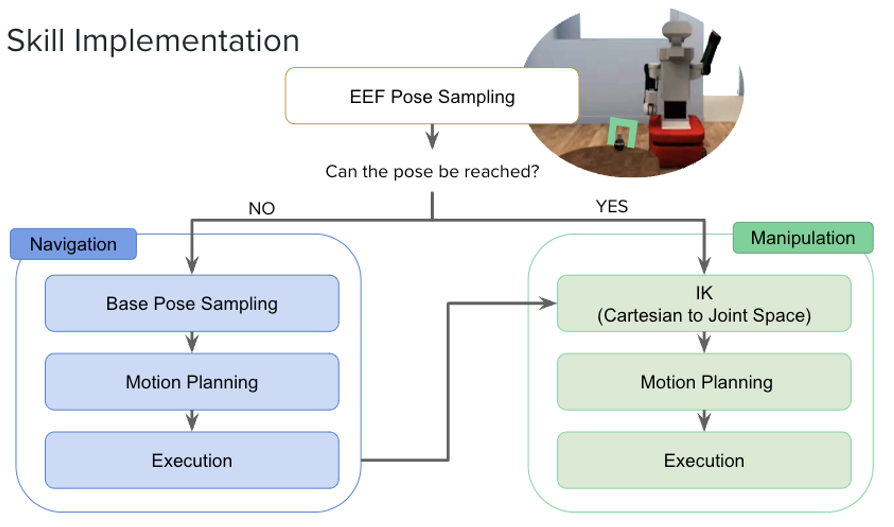 Skill Implementation
EEF Pose Sampling
Can the pose be reached?
NO
YES
Navigation
Base Pose Sampling
Motion Planning
Execution
Manipulation
IK
(Cartesian to Joint Space)
Motion Planning
Execution